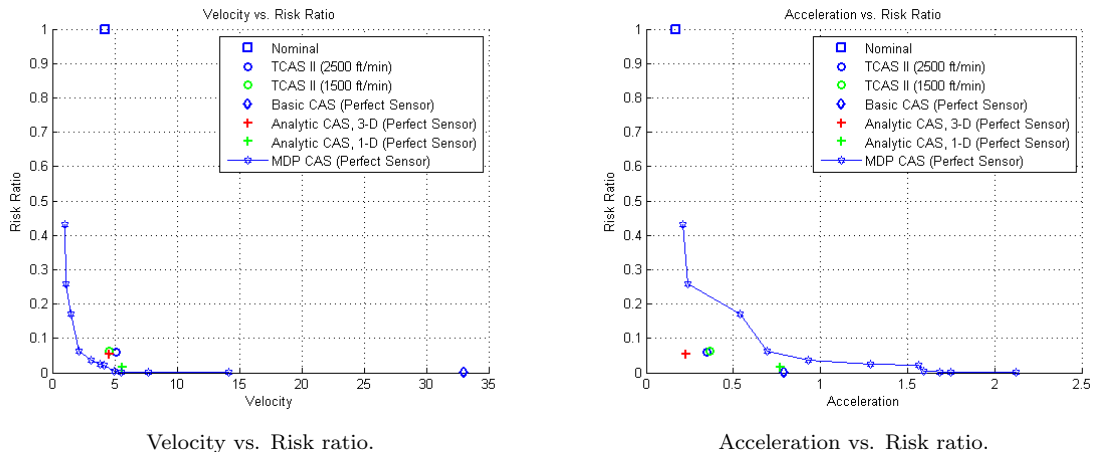 Velocity vs. Risk Ratio
1
0.9
0.8
0.7
0.6
0.5
0.4
0.3
0.2
0.1
0
Risk Ratio
Nominal
TCAS II (2500 ft/min)
TCAS II (1500 ft/min)
Basic CAS (Perfect Sensor)
Analytic CAS, 3-D (Perfect Sensor)
Analytic CAS, 1-D (Perfect Sensor)
MDP CAS (Perfect Sensor)
0 5 10 15 20 25 30 35
Velocity
Velocity vs. Risk ratio.
Acceleration vs. Risk Ratio
1
0.9
0.8
0.7
0.6
0.5
0.4
0.3
0.2
0.1
0
Risk Ratio
Nominal
TCAS II (2500 ft/min)
TCAS II (1500 ft/min)
Basic CAS (Perfect Sensor)
Analytic CAS, 3-D (Perfect Sensor)
Analytic CAS, 1-D (Perfect Sensor)
MDP CAS (Perfect Sensor)
0 0.5 1 1.5 2 2.5
Acceleration
Acceleration vs. Risk ratio.